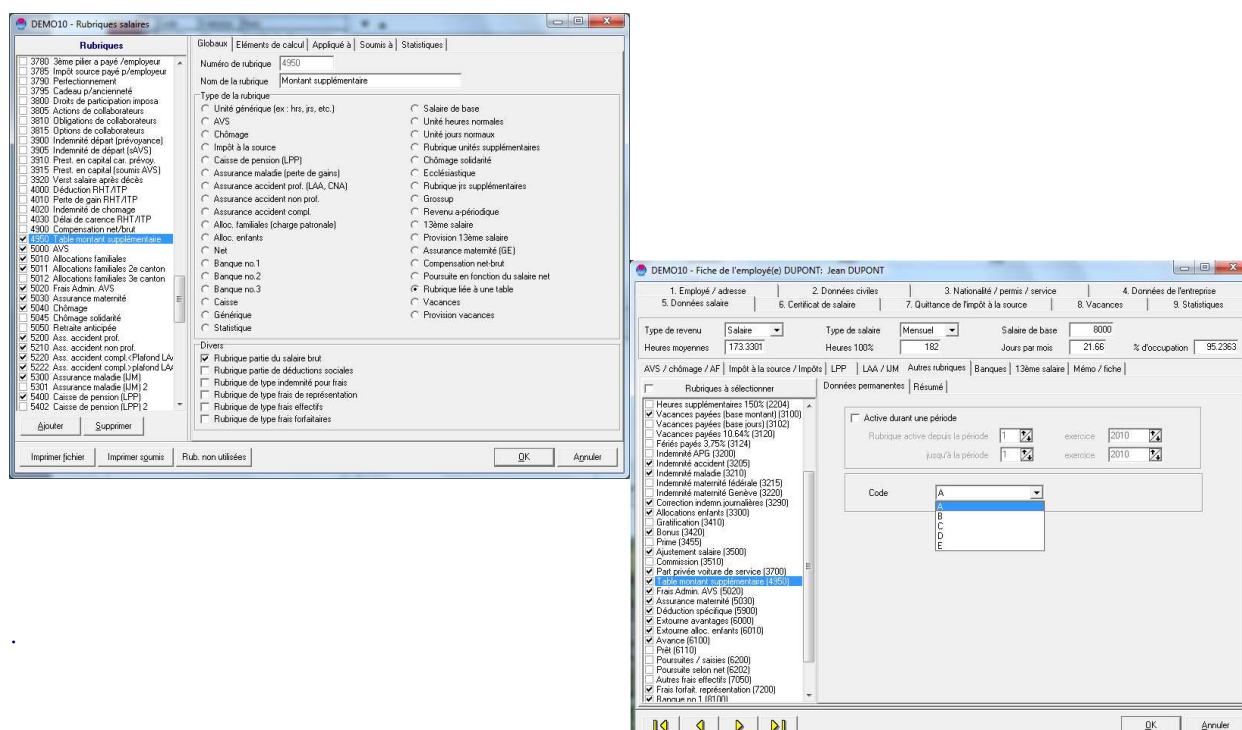 DEMO10 - Rubriques salaires
Rubriques
3780 3ème pilier a payé /employeur
3785 Impôt source payé p/employeur
3790 Perfectionnement
3795 Cadeau p/ancienneté
3800 Droits de participation imposa
3805 Actions de collaborateurs
3810 Obligations de collaborateurs
3815 Options de collaborateurs
3900 Indemnité départ (prévoyance)
3905 Indemnité de départ (sAVS)
3910 Prest. en capital car. prévoy.
3915 Prest. en capital (soumis AVS)
3920 Verst salaire après décès
4000 Déduction RHT/ITP
4010 Perte de gain RHT/ITP
4020 Indemnité de chomage
4030 Délai de carence RHT/ITP
4900 Compensation net/brut
4950 Table montant supplémentaire
5000 AVS
5010 Allocations familiales
5011 Allocations familiales 2e canton
5012 Allocations familiales 3e canton
5020 Frais Admin. AVS
5030 Assurance maternité
5040 Chômage
5045 Chômage solidarité
5050 Retraite anticipée
5200 Ass. accident prof.
5210 Ass. accident non prof.
5220 Ass. accident compl.<Plafond LA
5222 Ass. accident compl.>plafond LA
5300 Assurance maladie (IJM)
5301 Assurance maladie (IJM) 2
5400 Caisse de pension (LPP)
5402 Caisse de pension (LPP) 2
Ajouter
Supprimer
Globaux
Eléments de calcul
Appliqué à
Soumis à
Statistiques
Numéro de rubrique
4950
Nom de la rubrique
Montant supplémentaire
Type de la rubrique
Unité générique (ex : hrs, jrs, etc.)
AVS
Chômage
Impôt à la source
Caisse de pension (LPP)
Assurance maladie (perte de gains)
Assurance accident prof. (LAA, CNA)
Assurance accident non prof.
Assurance accident compl.
Alloc. familiales (charge patronale)
Alloc. enfants
Net
Banque no.1
Banque no.2
Banque no.3
Caisse
Générique
Statistique
Salaire de base
Unité heures normales
Unité jours normaux
Rubrique unités supplémentaires
Chômage solidarité
Ecclésiastique
Rubrique jrs supplémentaires
Grossup
Revenu a-périodique
13ème salaire
Provision 13ème salaire
Assurance maternité (GE)
Compensation net-brut
Poursuite en fonction du salaire net
Rubrique liée à une table
Vacances
Provision vacances
Divers
Rubrique partie du salaire brut
Rubrique partie de déductions sociales
Rubrique de type indemnité pour frais
Rubrique de type frais de représentation
Rubrique de type frais effectifs
Rubrique de type frais forfaitaires
Imprimer fichier
Imprimer soumis
Rub. non utilisées
OK
Annuler
DEMO10 - Fiche de l'employé(e) DUPONT: Jean DUPONT
1. Employé / adresse
2. Données civiles
3. Nationalité / permis / service
4. Données de l'entreprise
5. Données salaire
6. Certificat de salaire
7. Quittance de l'impôt à la source
8. Vacances
9. Statistiques
Type de revenu
Salaire
Type de salaire
Mensuel
Salaire de base
8000
Heures moyennes
173.3301
Heures 100%
182
Jours par mois
21.66
% d'occupation
95.2363
AVS / chômage / AF
Impôt à la source / Impôts
LPP
LAA / IJM
Autres rubriques
Banques
13ème salaire
Mémo / fiche
Rubriques à sélectionner
Heures supplémentaires 150% (2204)
Vacances payées (base montant) (3100)
Vacances payées (base jours) (3102)
Vacances payées 10.64% (3120)
Fériés payés 3,75% (3124)
Indemnité APG (3200)
Indemnité accident (3205)
Indemnité maladie (3210)
Indemnité maternité fédérale (3215)
Indemnité maternité Genève (3220)
Correction indemn.journalières (3290)
Allocations enfants (3300)
Gratification (3410)
Bonus (3420)
Prime (3455)
Ajustement salaire (3500)
Commission (3510)
Part privée voiture de service (3700)
Table montant supplémentaire (4950)
Frais Admin. AVS (5020)
Assurance maternité (5030)
Déduction spécifique (5900)
Extourne avantages (6000)
Extourne alloc. enfants (6010)
Avance (6100)
Prêt (6110)
Poursuites / saisies (6200)
Poursuite selon net (6202)
Autres frais effectifs (7050)
Frais forfait. représentation (7200)
Banque no 1 (8100)
Données permanentes
Résumé
Active durant une période
Rubrique active depuis la période
1
exercice
2010
jusqu'à la période
1
exercice
2010
Code
A
A
B
C
D
E
OK
Annuler
.